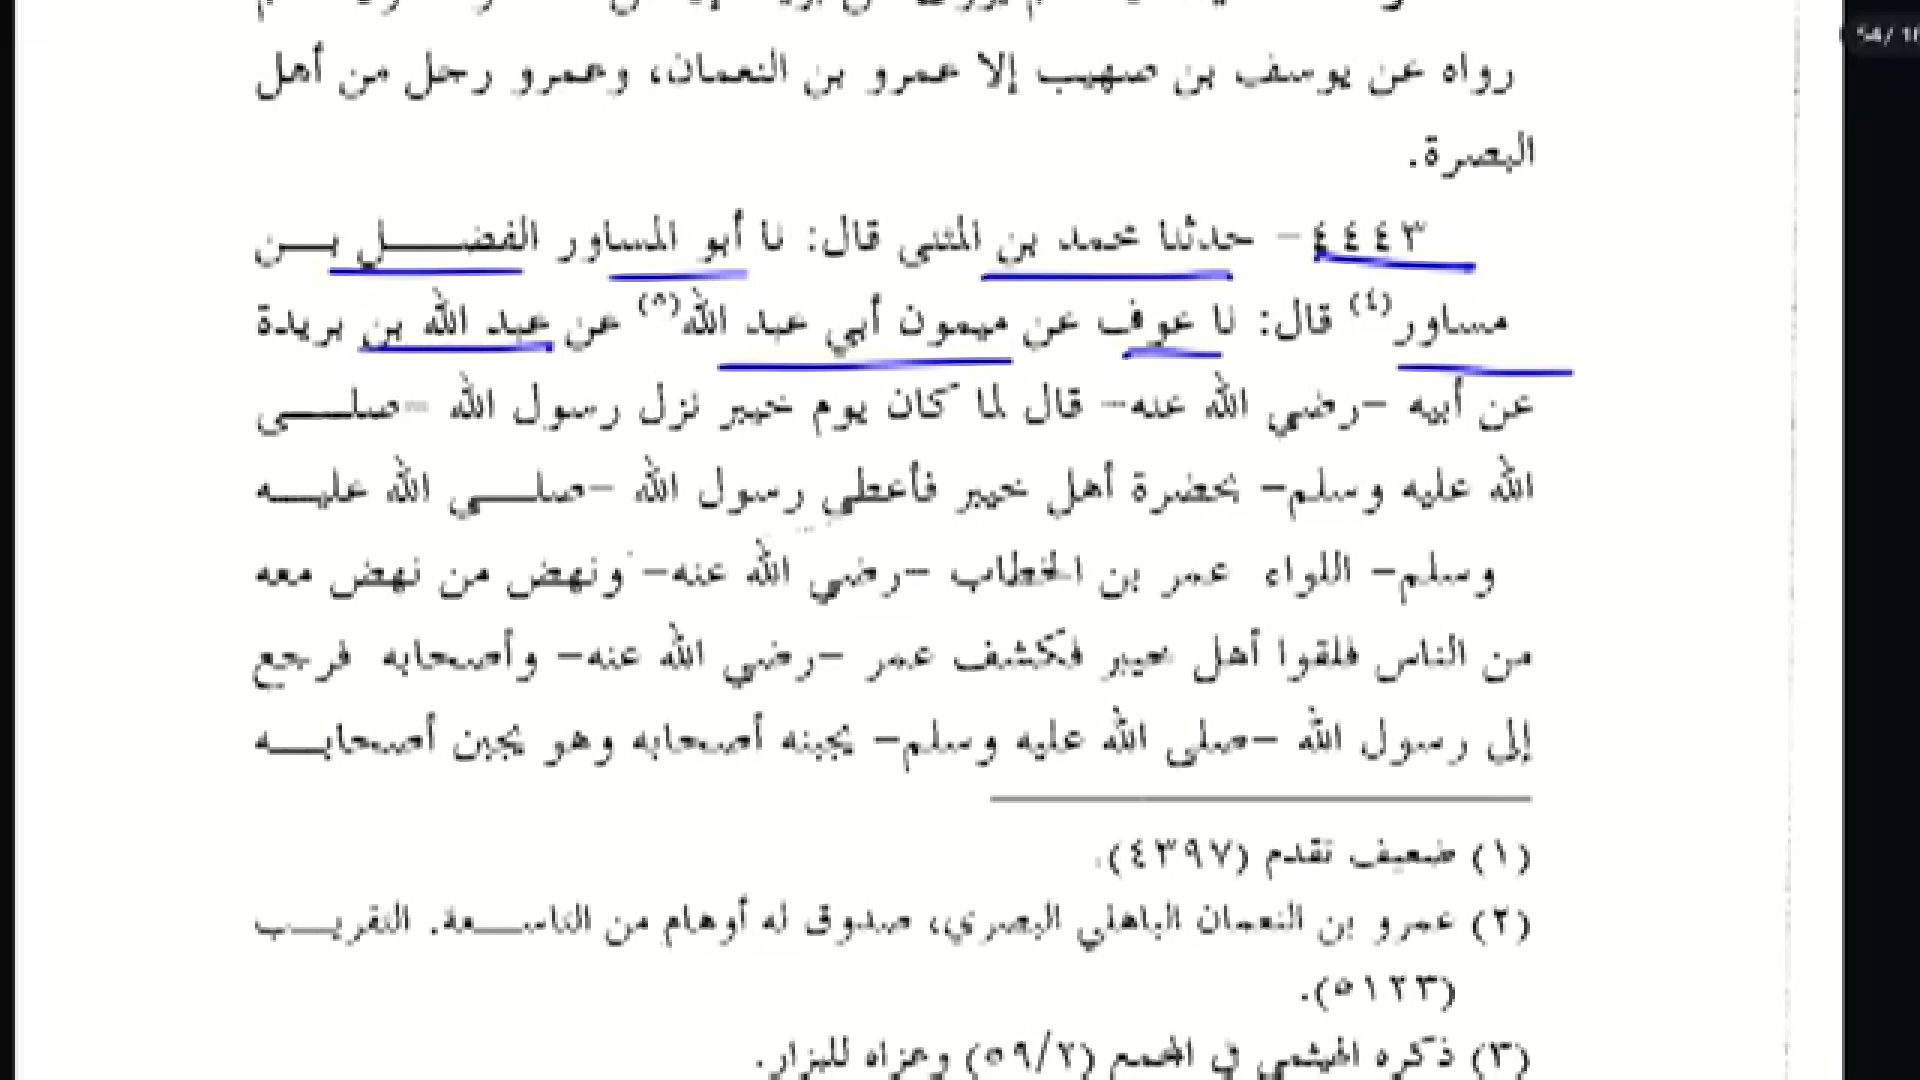 54/ 18
رواه عن يوسف بن صهيب إلا عمرو بن النعمان، وعمرو رجل من أهل
البصرة.
٤٤٤٣- حدثنا محمد بن المثنى قال: نا أبو المساور الفضل بن
مساور(٤) قال: نا عوف عن ميمون أبي عبد الله(٥) عن عبد الله بن بريدة
عن أبيه -رضي الله عنه- قال لما كان يوم خيبر نزل رسول الله -صلى
الله عليه وسلم- بحضرة أهل خيبر فأعطي رسول الله -صلى الله عليه
وسلم- اللواء عمر بن الخطاب -رضي الله عنه- ونهض من نهض معه
من الناس فلقوا أهل خيبر فكشف عمر -رضي الله عنه- وأصحابه فرجع
إلى رسول الله -صلى الله عليه وسلم- يجبنه أصحابه وهو يجبن أصحابه
(١) ضعيف تقدم (٤٣٩٧).
(٢) عمرو بن النعمان الباهلي البصري، صدوق له أوهام من التاسعة. التقريب
(٥١٢٣).
(٣) ذكره الهيثمي في المجمع (٥٩/٢) وعزاه للبزار.